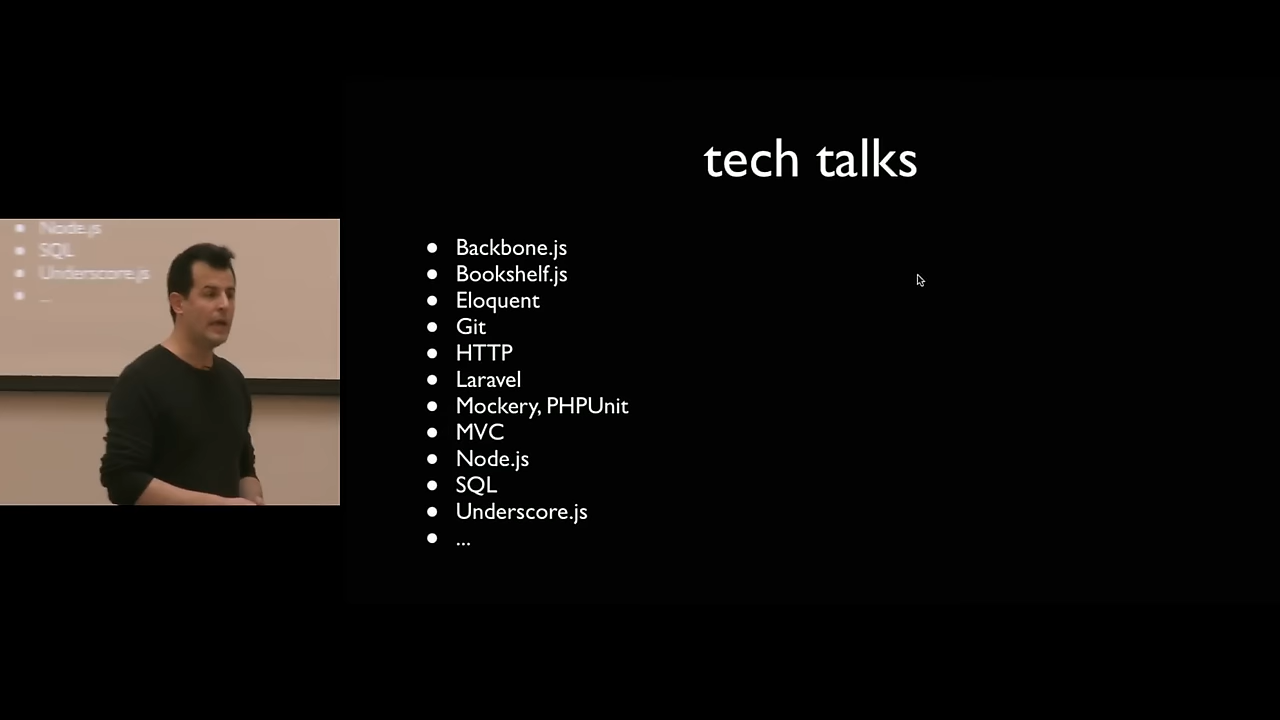 tech talks
• Backbone.js
• Bookshelf.js
• Eloquent
• Git
• HTTP
• Laravel
• Mockery, PHPUnit
• MVC
• Node.js
• SQL
• Underscore.js
• ...
• Node.js
• SQL
• Underscore.js
• ...